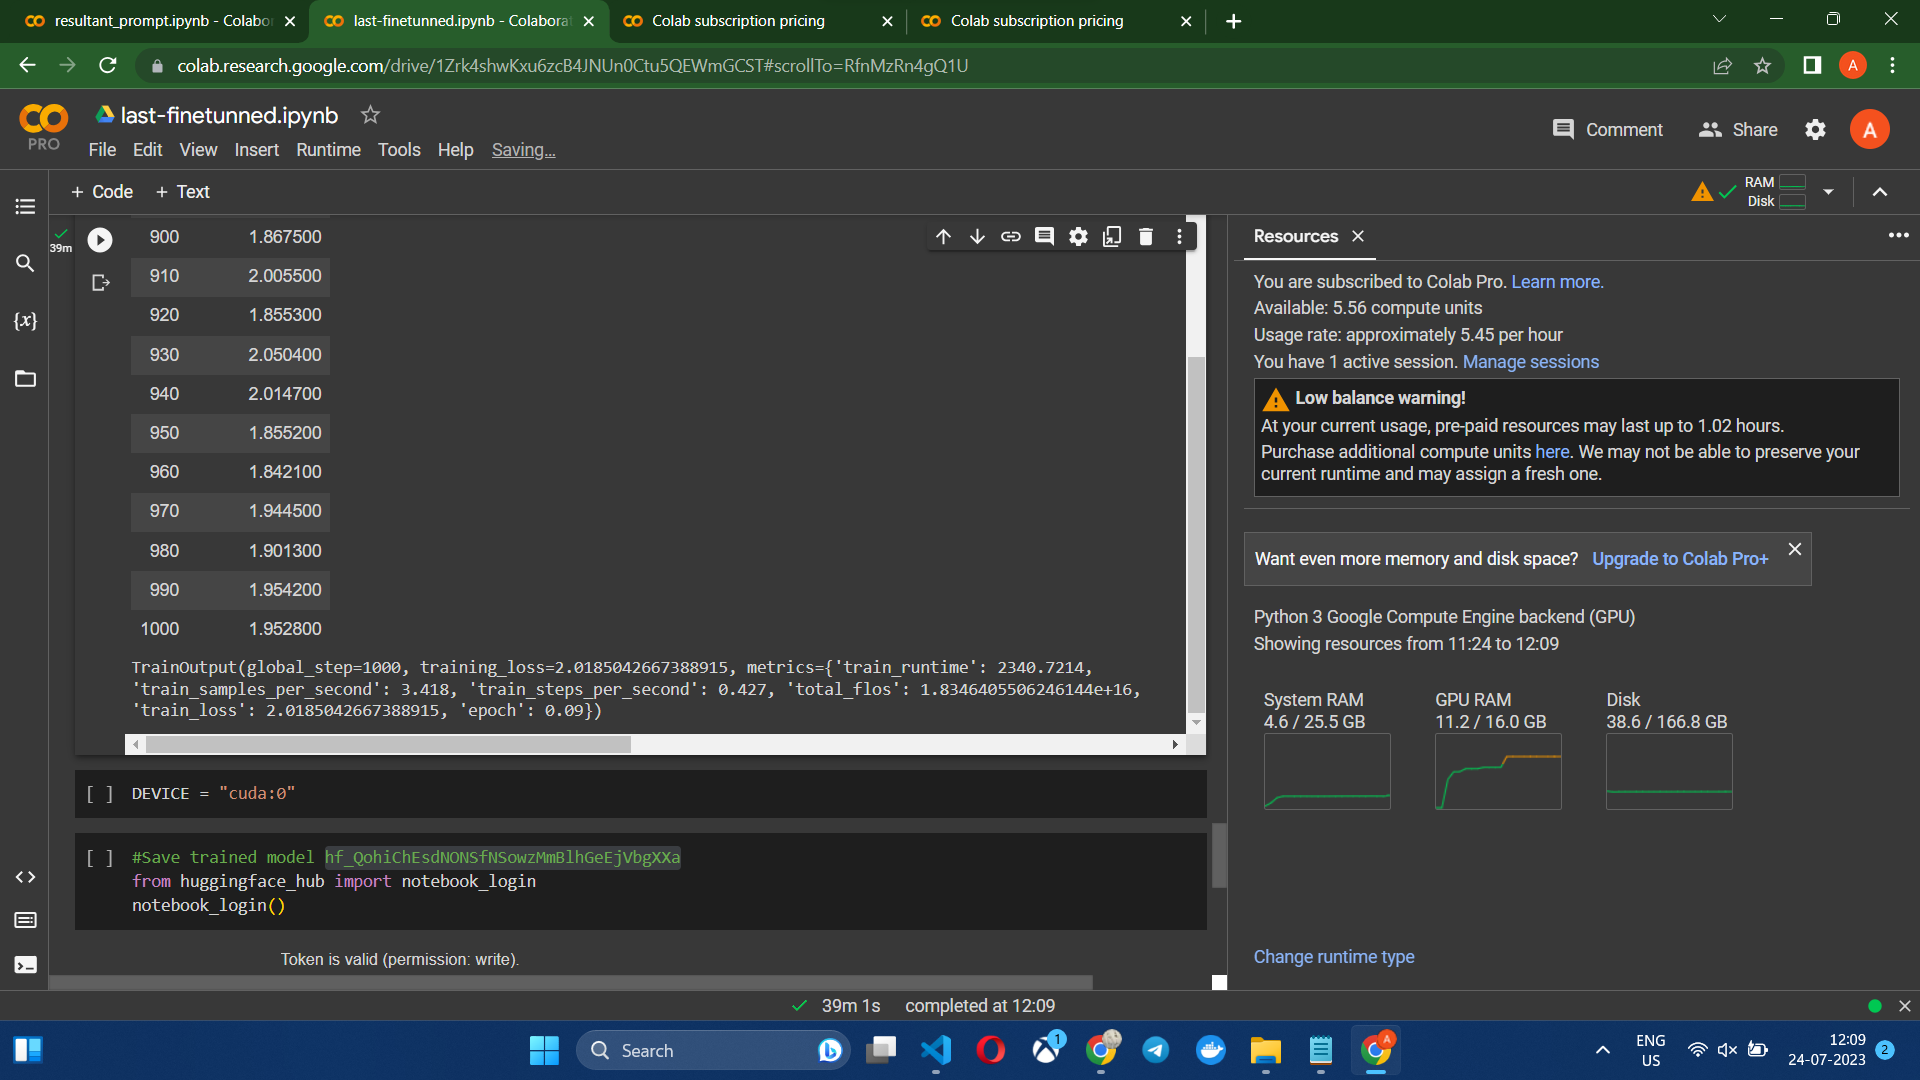 resultant_prompt.ipynb - Colabor
last-finetunned.ipynb - Colaborat
Colab subscription pricing
Colab subscription pricing
colab.research.google.com/drive/1Zrk4shwKxu6zcB4JNUn0Ctu5QEWmGCST#scrollTo=RfnMzRn4gQ1U
A
PRO
last-finetunned.ipynb
File Edit View Insert Runtime Tools Help Saving...
Comment
Share
A
+ Code + Text
RAM
Disk
39m
900 1.867500
910 2.005500
920 1.855300
930 2.050400
940 2.014700
950 1.855200
960 1.842100
970 1.944500
980 1.901300
990 1.954200
1000 1.952800
TrainOutput(global_step=1000, training_loss=2.0185042667388915, metrics={'train_runtime': 2340.7214,
'train_samples_per_second': 3.418, 'train_steps_per_second': 0.427, 'total_flos': 1.8346405506246144e+16,
'train_loss': 2.0185042667388915, 'epoch': 0.09})
[ ] DEVICE = "cuda:0"
[ ] #Save trained model 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
from huggingface_hub import notebook_login
notebook_login()
Token is valid (permission: write).
Resources
You are subscribed to Colab Pro. Learn more.
Available: 5.56 compute units
Usage rate: approximately 5.45 per hour
You have 1 active session. Manage sessions
Low balance warning!
At your current usage, pre-paid resources may last up to 1.02 hours.
Purchase additional compute units here. We may not be able to preserve your
current runtime and may assign a fresh one.
Want even more memory and disk space? Upgrade to Colab Pro+
Python 3 Google Compute Engine backend (GPU)
Showing resources from 11:24 to 12:09
System RAM
4.6 / 25.5 GB
GPU RAM
11.2 / 16.0 GB
Disk
38.6 / 166.8 GB
Change runtime type
39m 1s completed at 12:09
Search
1
A
ENG
US
12:09
24-07-2023
2